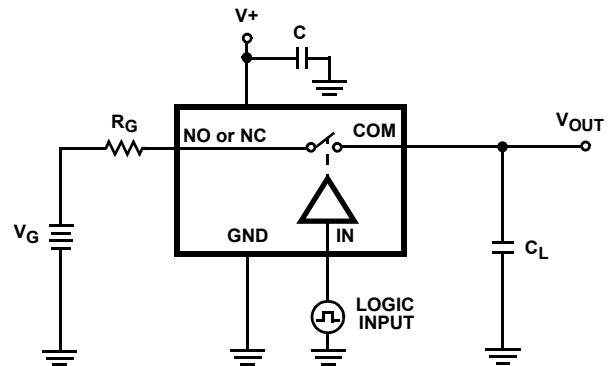 V+
C
RG
NO or NC
COM
VOUT
VG
GND
IN
CL
LOGIC
INPUT